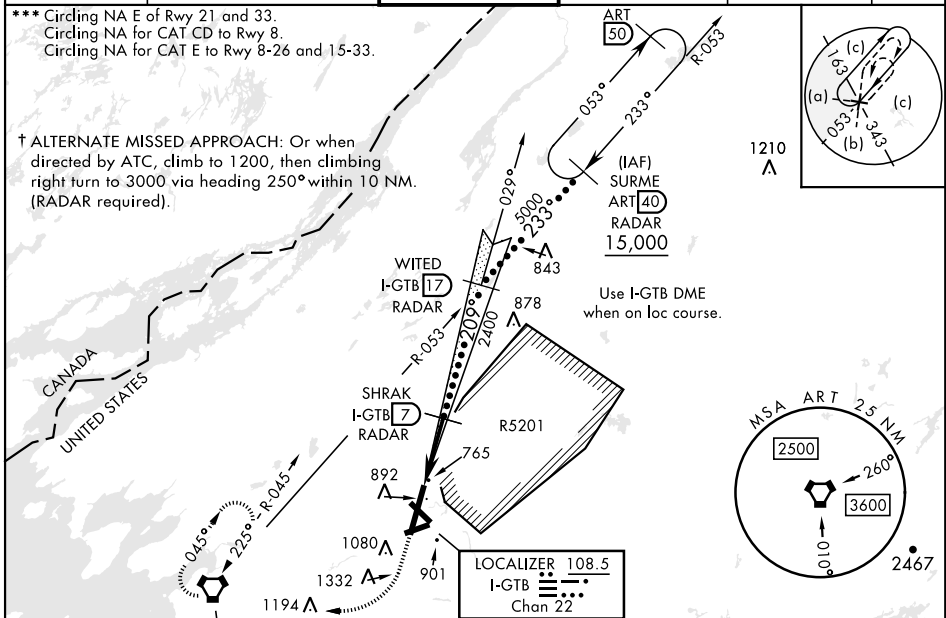 *** Circling NA E of Rwy 21 and 33.
Circling NA for CAT CD to Rwy 8.
Circling NA for CAT E to Rwy 8-26 and 15-33.
† ALTERNATE MISSED APPROACH: Or when
directed by ATC, climb to 1200, then climbing
right turn to 3000 via heading 250° within 10 NM.
(RADAR required).
ART
50
R-053
053°
233°
(IAF)
SURME
ART 40
RADAR
15,000
1210
163
(c)
(a)
(c)
053
(b)
343
029°
5000
233°
843
WITED
I-GTB 17
RADAR
878
Use I-GTB DME
when on loc course.
209°
2400
R-053
CANADA
UNITED STATES
SHRAK
I-GTB 7
RADAR
R5201
765
892
R-045
045°
225°
1080
901
1332
1194
LOCALIZER 108.5
I-GTB
Chan 22
MSA ART 25 NM
2500
260°
3600
010°
2467